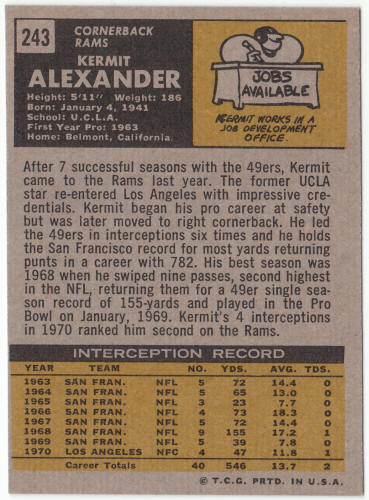 243
CORNERBACK
RAMS
KERMIT
ALEXANDER
Height: 5'11" Weight: 186
Born: January 4, 1941
School: U.C.L.A.
First Year Pro: 1963
Home: Belmont, California.
JOBS
AVAILABLE
KERMIT WORKS IN A
JOB DEVELOPMENT
OFFICE.
After 7 successful seasons with the 49ers, Kermit
came to the Rams last year. The former UCLA
star re-entered Los Angeles with impressive cre-
dentials. Kermit began his pro career at safety
but was later moved to right cornerback. He led
the 49ers in interceptions six times and he holds
the San Francisco record for most yards returning
punts in a career with 782. His best season was
1968 when he swiped nine passes, second highest
in the NFL, returning them for a 49er single sea-
son record of 155-yards and played in the Pro
Bowl on January, 1969. Kermit's 4 interceptions
in 1970 ranked him second on the Rams.
INTERCEPTION RECORD
YEAR TEAM NO. YDS. AVG. TDS.
1963 SAN FRAN. NFL 5 72 14.4 0
1964 SAN FRAN. NFL 5 65 13.0 0
1965 SAN FRAN. NFL 3 23 7.7 0
1966 SAN FRAN. NFL 4 73 18.3 0
1967 SAN FRAN. NFL 5 72 14.4 0
1968 SAN FRAN. NFL 9 155 17.2 1
1969 SAN FRAN. NFL 5 39 7.8 0
1970 LOS ANGELES NFC 4 47 11.8 1
Career Totals 40 546 13.7 2
© T.C.G. PRTD. IN U.S.A.